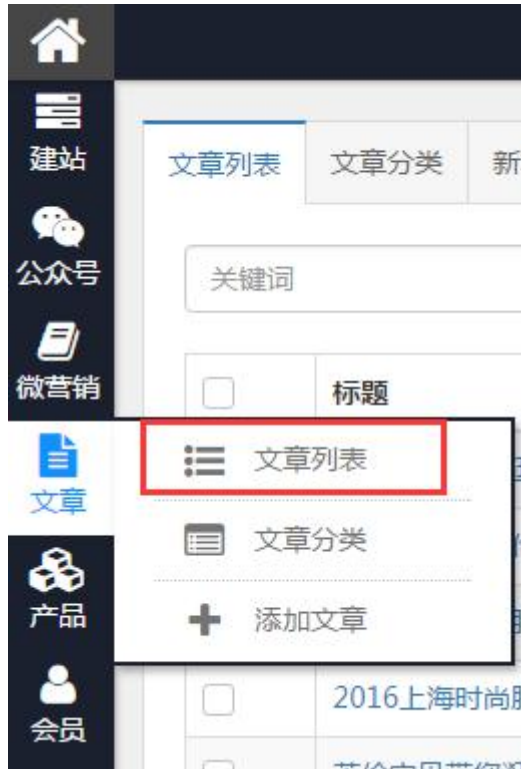 建站
公众号
微营销
文章
产品
会员
文章列表 文章分类 新
关键词
标题
文章列表
文章分类
添加文章
2016上海时尚